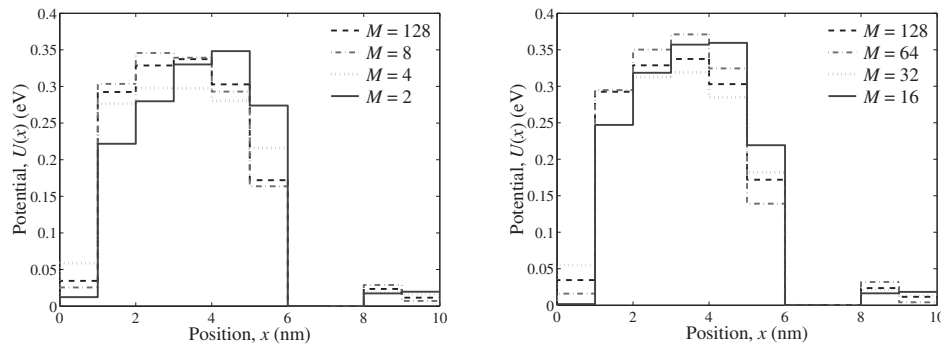 0.4
0.35
0.3
0.25
0.2
0.15
0.1
0.05
0
Potential, U(x) (eV)
0 2 4 6 8 10
Position, x (nm)
M = 128
M = 8
M = 4
M = 2
0.4
0.35
0.3
0.25
0.2
0.15
0.1
0.05
0
Potential, U(x) (eV)
0 2 4 6 8 10
Position, x (nm)
M = 128
M = 64
M = 32
M = 16